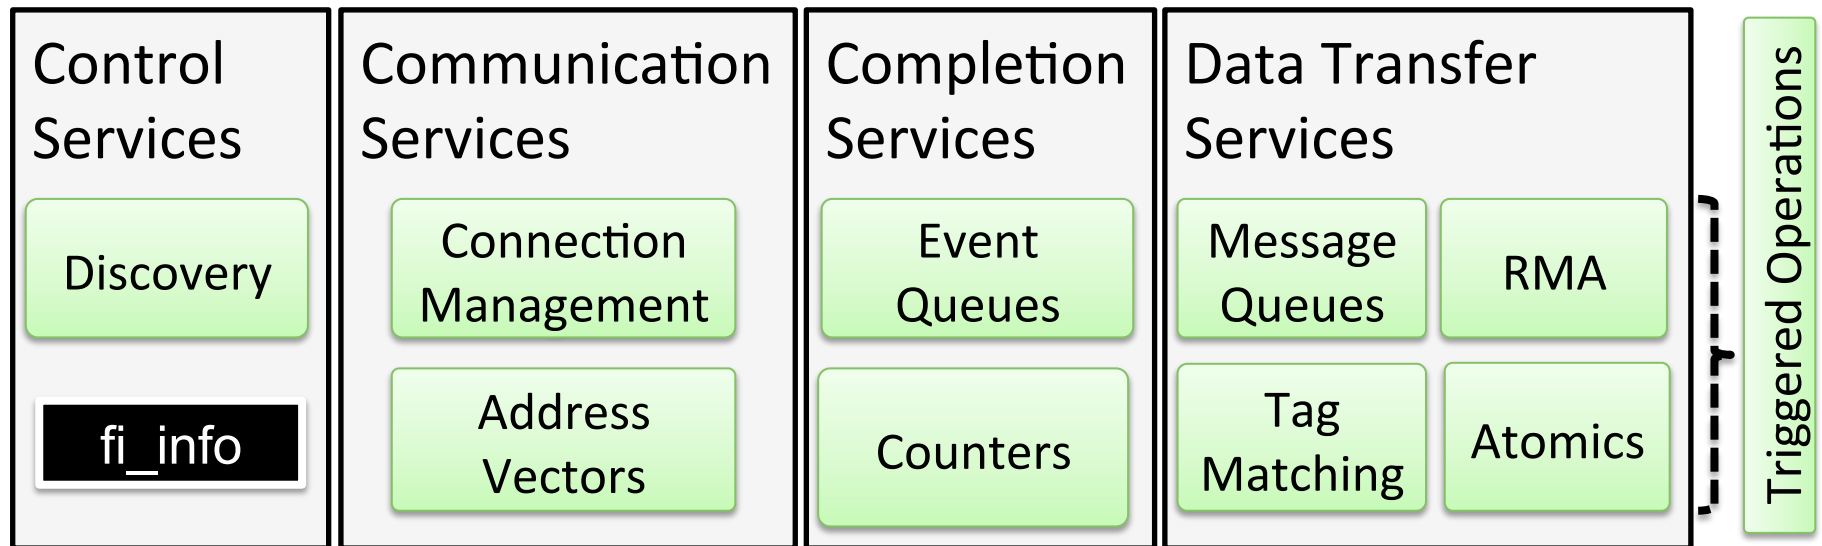 Control
Services
Discovery
fi_info
Communication
Services
Connection
Management
Address
Vectors
Completion
Services
Event
Queues
Counters
Data Transfer
Services
Message
Queues
RMA
Tag
Matching
Atomics
Triggered Operations